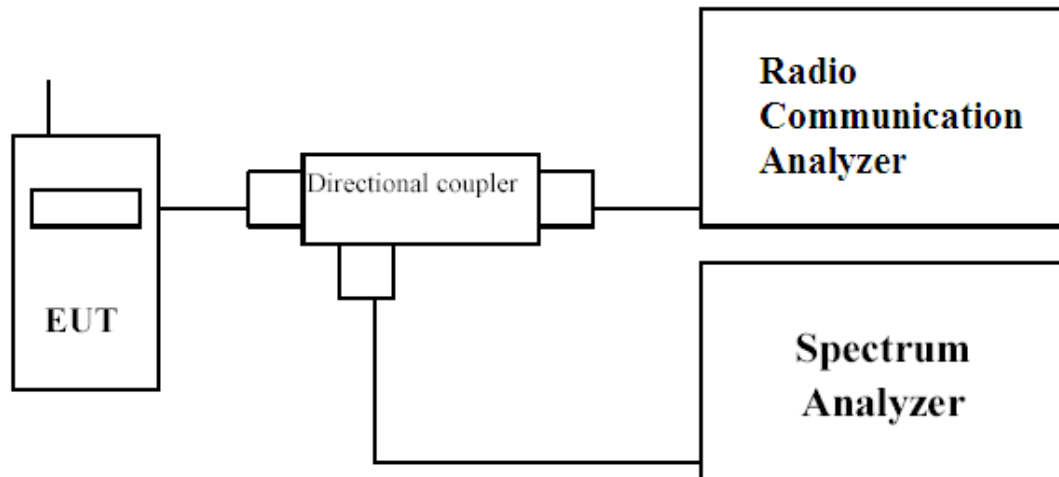 Radio
Communication
Analyzer
Directional coupler
EUT
Spectrum
Analyzer